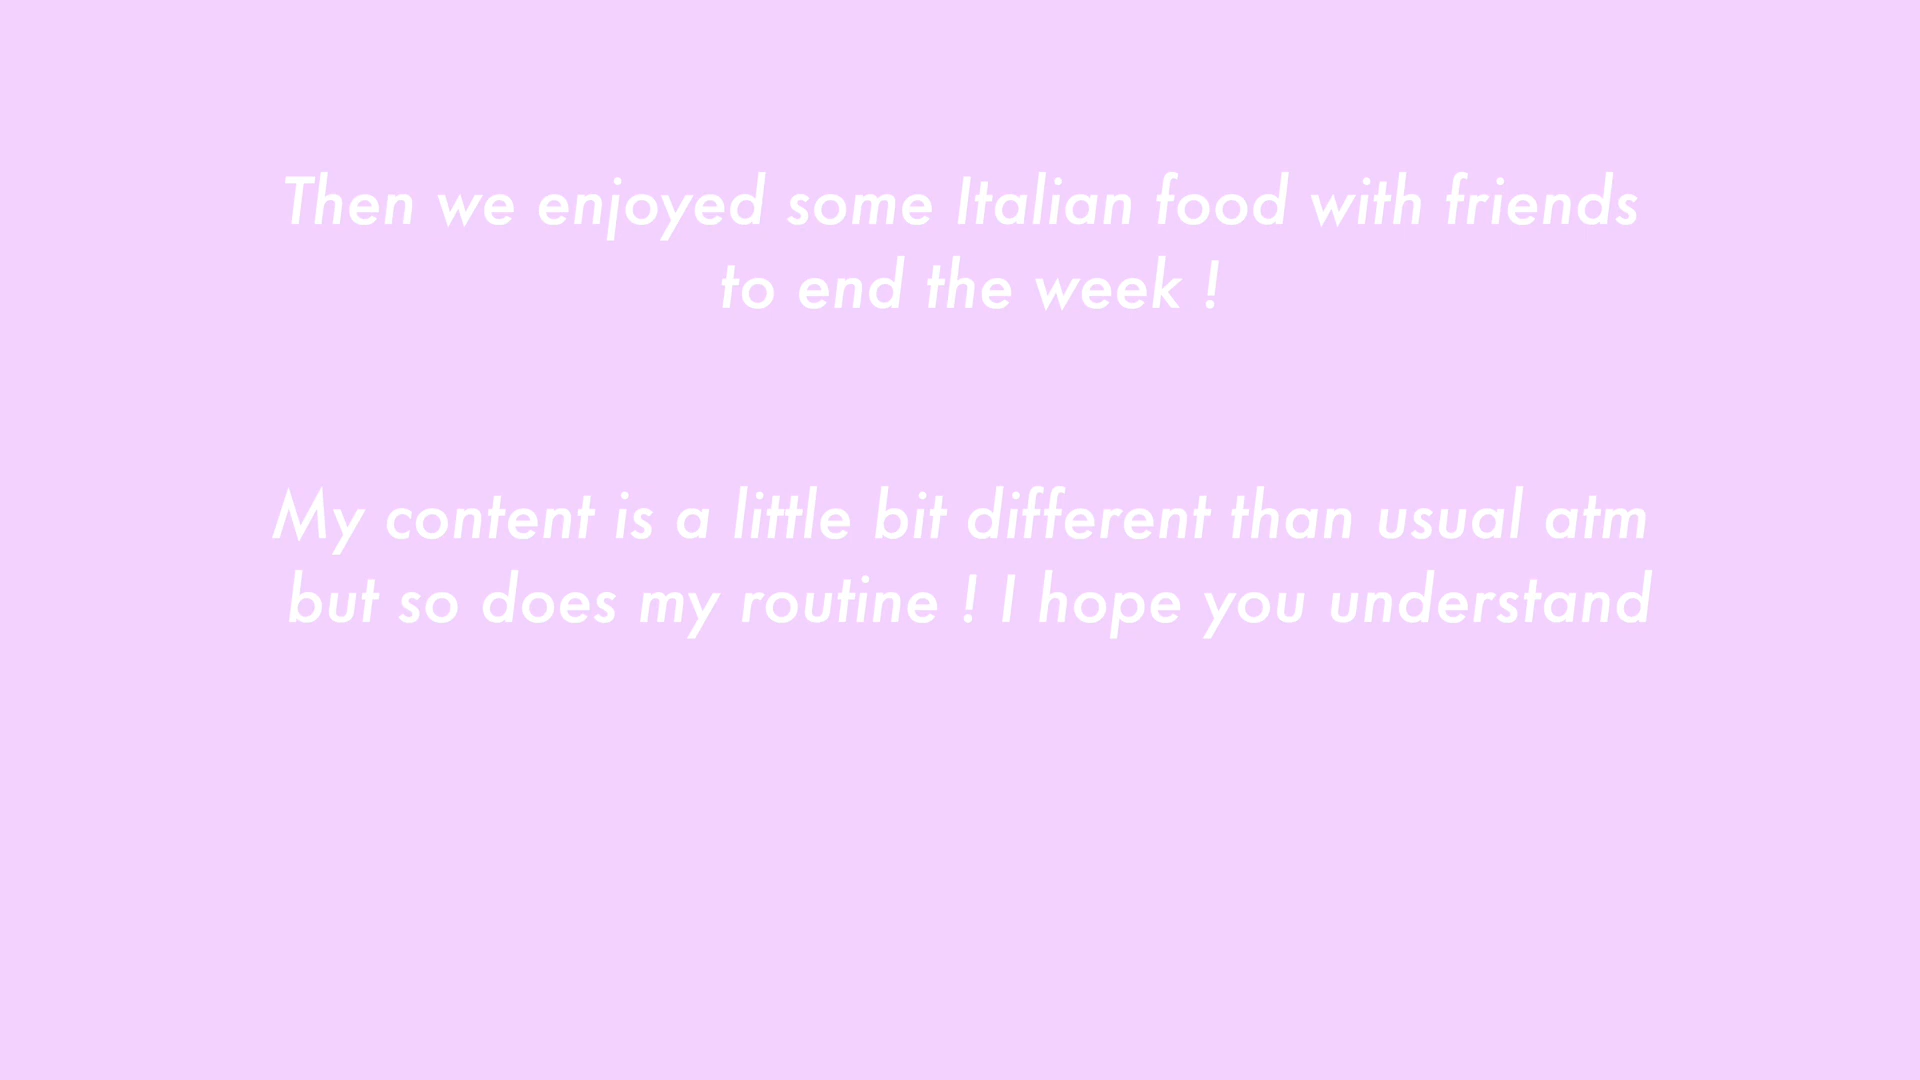 Then we enjoyed some Italian food with friends
to end the week !
My content is a little bit different than usual atm
but so does my routine ! I hope you understand